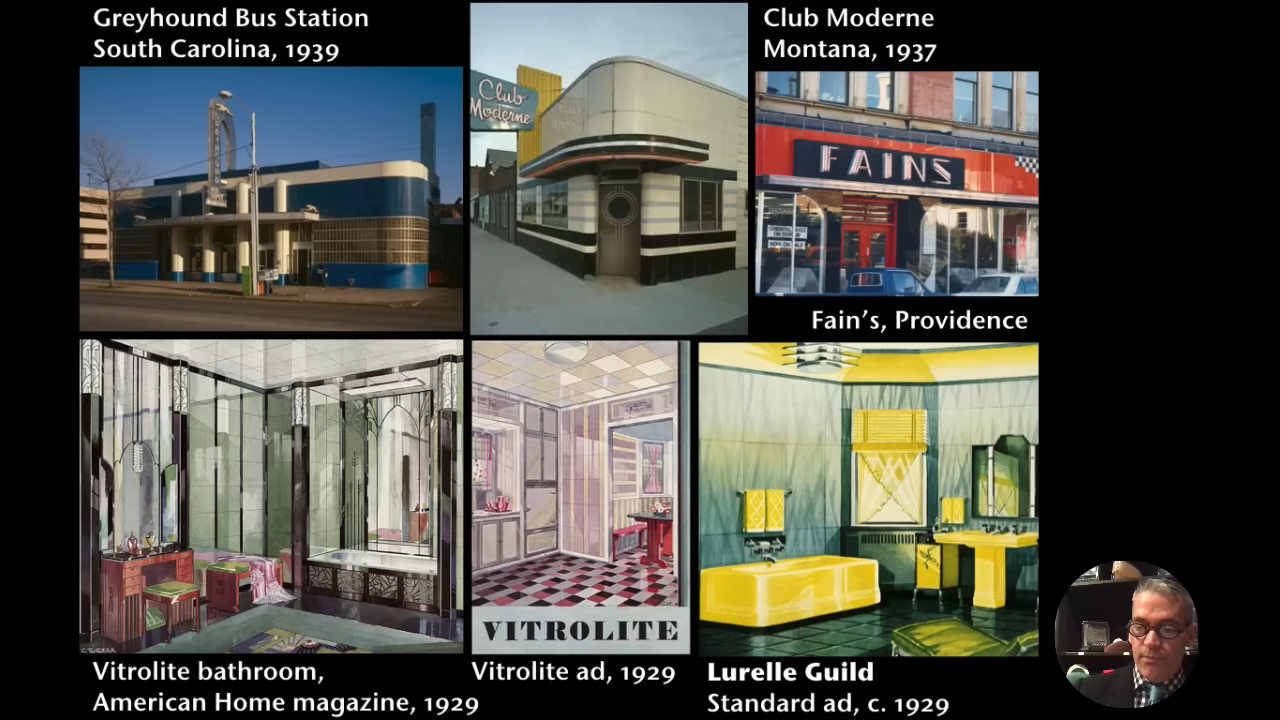 Greyhound Bus Station
South Carolina, 1939
Club Moderne
Montana, 1937
Club
Moderne
FAINS
Fain's, Providence
VITROLITE
Vitrolite bathroom,
American Home magazine, 1929
Vitrolite ad, 1929
Lurelle Guild
Standard ad, c. 1929